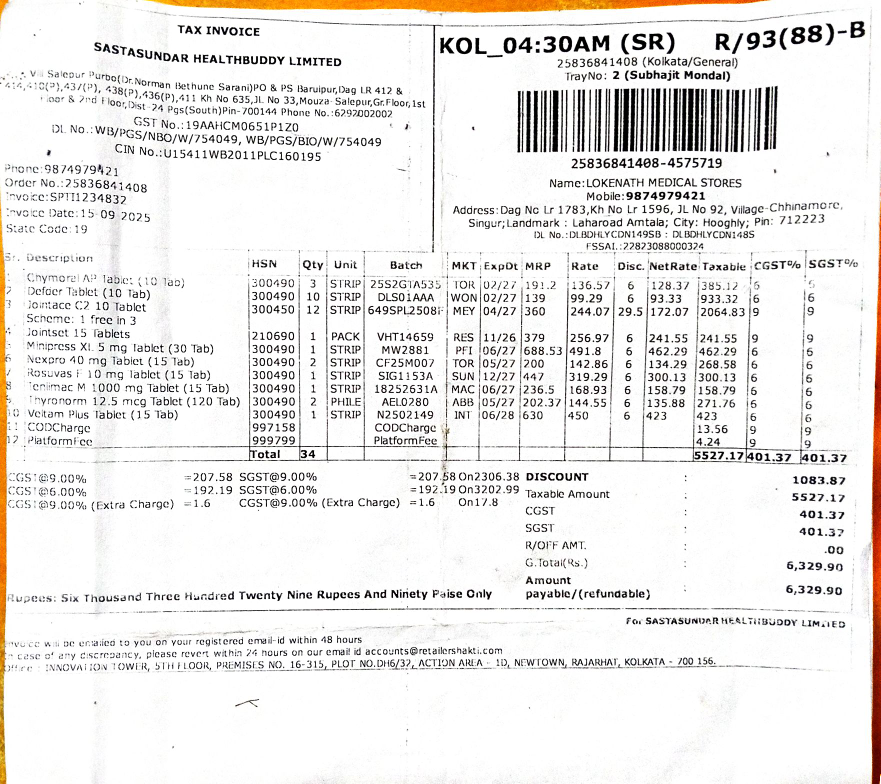 TAX INVOICE
SASTASUNDAR HEALTHBUDDY LIMITED
Vill Salepur Purbo(Dr.Norman Bethune Sarani)PO & PS Baruipur,Dag LR 412 &
414,410(P),437(P), 438(P),436(P),411 Kh No 635,JL No 33,Mouza-Salepur,Gr.Floor,1st
Floor & 2nd Floor,Dist-24 Pgs(South)Pin-700144 Phone No.:6292002002
GST No.:19AAHCM0651P1Z0
DL No.:WB/PGS/NBO/W/754049, WB/PGS/BIO/W/754049
CIN No.:U15411WB2011PLC160195
Phone:9874979421
Order No.:25836841408
Invoice:SPTI1234832
Invoice Date:15-09-2025
State Code:19
KOL_04:30AM (SR) R/93(88)-B
25836841408 (Kolkata/General)
TrayNo: 2 (Subhajit Mondal)
25836841408-4575719
Name:LOKENATH MEDICAL STORES
Mobile:9874979421
Address:Dag No Lr 1783,Kh No Lr 1596, JL No 92, Village-Chhinamore,
Singur;Landmark : Laharoad Amtala; City: Hooghly; Pin: 712223
DL No.:DLBDHLYCDN149SB : DLBDHLYCDN148S
FSSAI.:22823088000324
Sr. Description HSN Qty Unit Batch MKT ExpDt MRP Rate Disc. NetRate Taxable CGST% SGST%
1 Chymoral AP Tablet (10 Tab) 300490 3 STRIP 25S2GTA535 TOR 02/27 191.2 136.57 6 128.37 385.12 6 6
2 Defoer Tablet (10 Tab) 300490 10 STRIP DLS01AAA WON 02/27 139 99.29 6 93.33 933.32 6 6
3 Jointace C2 10 Tablet 300450 12 STRIP 649SPL2508 MEY 04/27 360 244.07 29.5 172.07 2064.83 9 9
Scheme: 1 free in 3
4 Jointset 15 Tablets 210690 1 PACK VHT14659 RES 11/26 379 256.97 6 241.55 241.55 9 9
5 Minipress XL 5 mg Tablet (30 Tab) 300490 1 STRIP MW2881 PFI 06/27 688.53 491.8 6 462.29 462.29 6 6
6 Nexpro 40 mg Tablet (15 Tab) 300490 2 STRIP CF25M007 TOR 05/27 200 142.86 6 134.29 268.58 6 6
7 Rosuvas F 10 mg Tablet (15 Tab) 300490 1 STRIP SIG1153A SUN 12/27 447 319.29 6 300.13 300.13 6 6
8 Tenlimac M 1000 mg Tablet (15 Tab) 300490 1 STRIP 18252631A MAC 06/27 236.5 168.93 6 158.79 158.79 6 6
9 Thyronorm 12.5 mcg Tablet (120 Tab) 300490 2 PHILE AEL0280 ABB 05/27 202.37 144.55 6 135.88 271.76 6 6
10 Veltam Plus Tablet (15 Tab) 300490 1 STRIP N2502149 INT 06/28 630 450 6 423 423 6 6
11 CODCharge 997158 CODCharge 13.56 9 9
12 PlatformFee 999799 PlatformFee 4.24 9 9
Total 34 5527.17 401.37 401.37
CGST@9.00% =207.58 SGST@9.00% =207.58 On2306.38
CGST@6.00% =192.19 SGST@6.00% =192.19 On3202.99
CGST@9.00% (Extra Charge) =1.6 CGST@9.00% (Extra Charge) =1.6 On17.8
DISCOUNT : 1083.87
Taxable Amount : 5527.17
CGST : 401.37
SGST : 401.37
R/OFF AMT. : .00
G.Total(Rs.) : 6,329.90
Amount
payable/(refundable) : 6,329.90
Rupees: Six Thousand Three Hundred Twenty Nine Rupees And Ninety Paise Only
For SASTASUNDAR HEALTHBUDDY LIMITED
Invoice will be emailed to you on your registered email-id within 48 hours
In case of any discrepancy, please revert within 24 hours on our email id accounts@retailershakti.com
Office : INNOVATION TOWER, 5TH FLOOR, PREMISES NO. 16-315, PLOT NO.DH6/32, ACTION AREA - 1D, NEWTOWN, RAJARHAT, KOLKATA - 700 156.